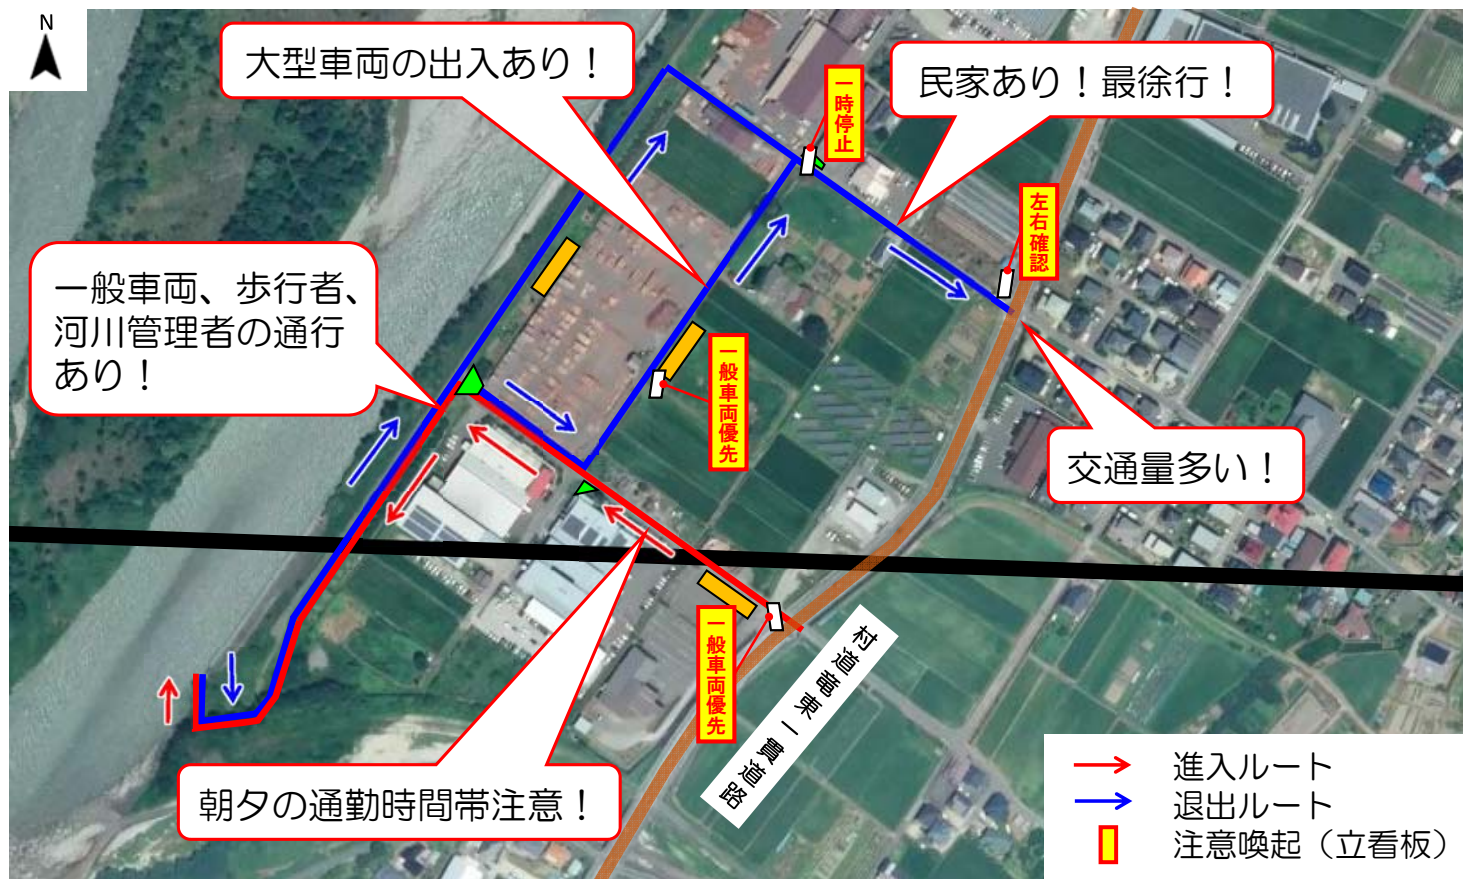 N
大型車両の出入あり！
民家あり！最徐行！
一時停止
左右確認
一般車両、歩行者、
河川管理者の通行
あり！
一般車両優先
交通量多い！
一般車両優先
村道竜東一貫道路
朝夕の通勤時間帯注意！
進入ルート
退出ルート
注意喚起（立看板）